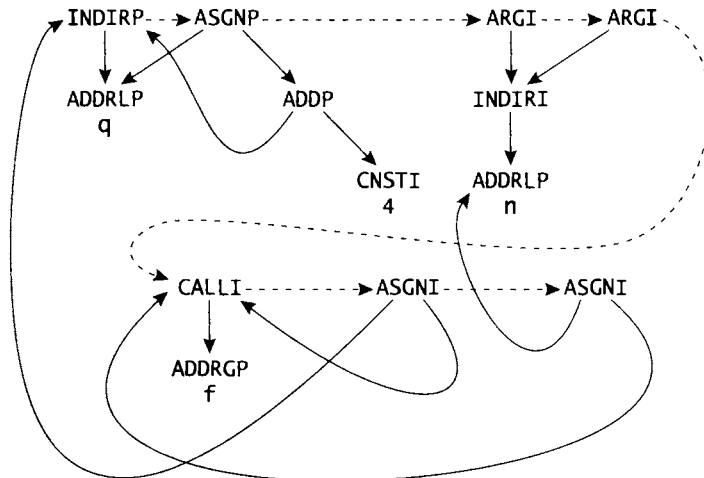 INDIRP ASGNP ARGI ARGI
ADDRLP ADDP INDIRI
q
CNSTI ADDRLP
4 n
CALLI ASGNI ASGNI
ADDRGP
f